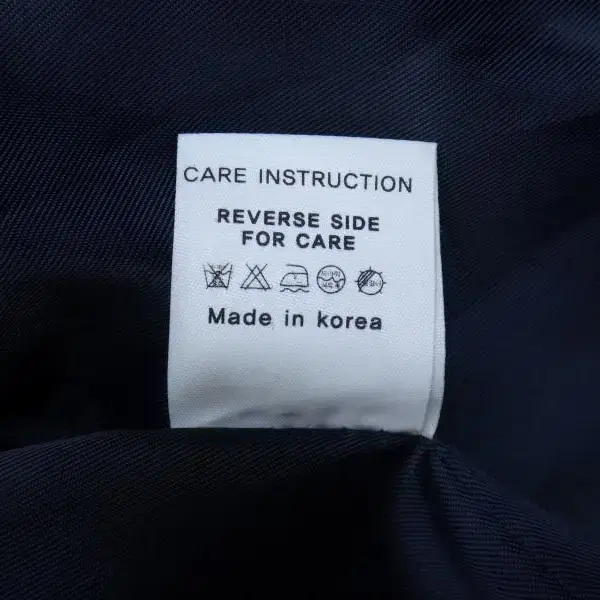 CARE INSTRUCTION
REVERSE SIDE
FOR CARE
Made in korea